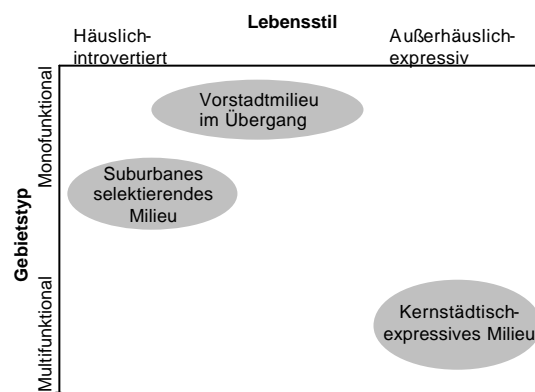 Lebensstil
Häuslich-
introvertiert
Außerhäuslich-
expressiv
Gebietstyp
Monofunktional
Multifunktional
Vorstadtmilieu
im Übergang
Suburbanes
selektierendes
Milieu
Kernstädtisch-
expressives Milieu